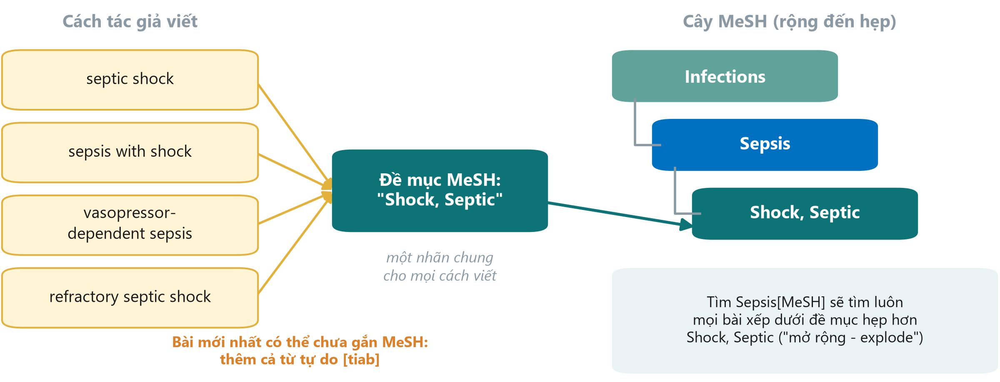 Cách tác giả viết
septic shock
sepsis with shock
vasopressor-
dependent sepsis
refractory septic shock
Bài mới nhất có thể chưa gắn MeSH:
thêm cả từ tự do [tiab]
Đề mục MeSH:
"Shock, Septic"
một nhãn chung
cho mọi cách viết
Cây MeSH (rộng đến hẹp)
Infections
Sepsis
Shock, Septic
Tìm Sepsis[MeSH] sẽ tìm luôn
mọi bài xếp dưới đề mục hẹp hơn
Shock, Septic ("mở rộng - explode")